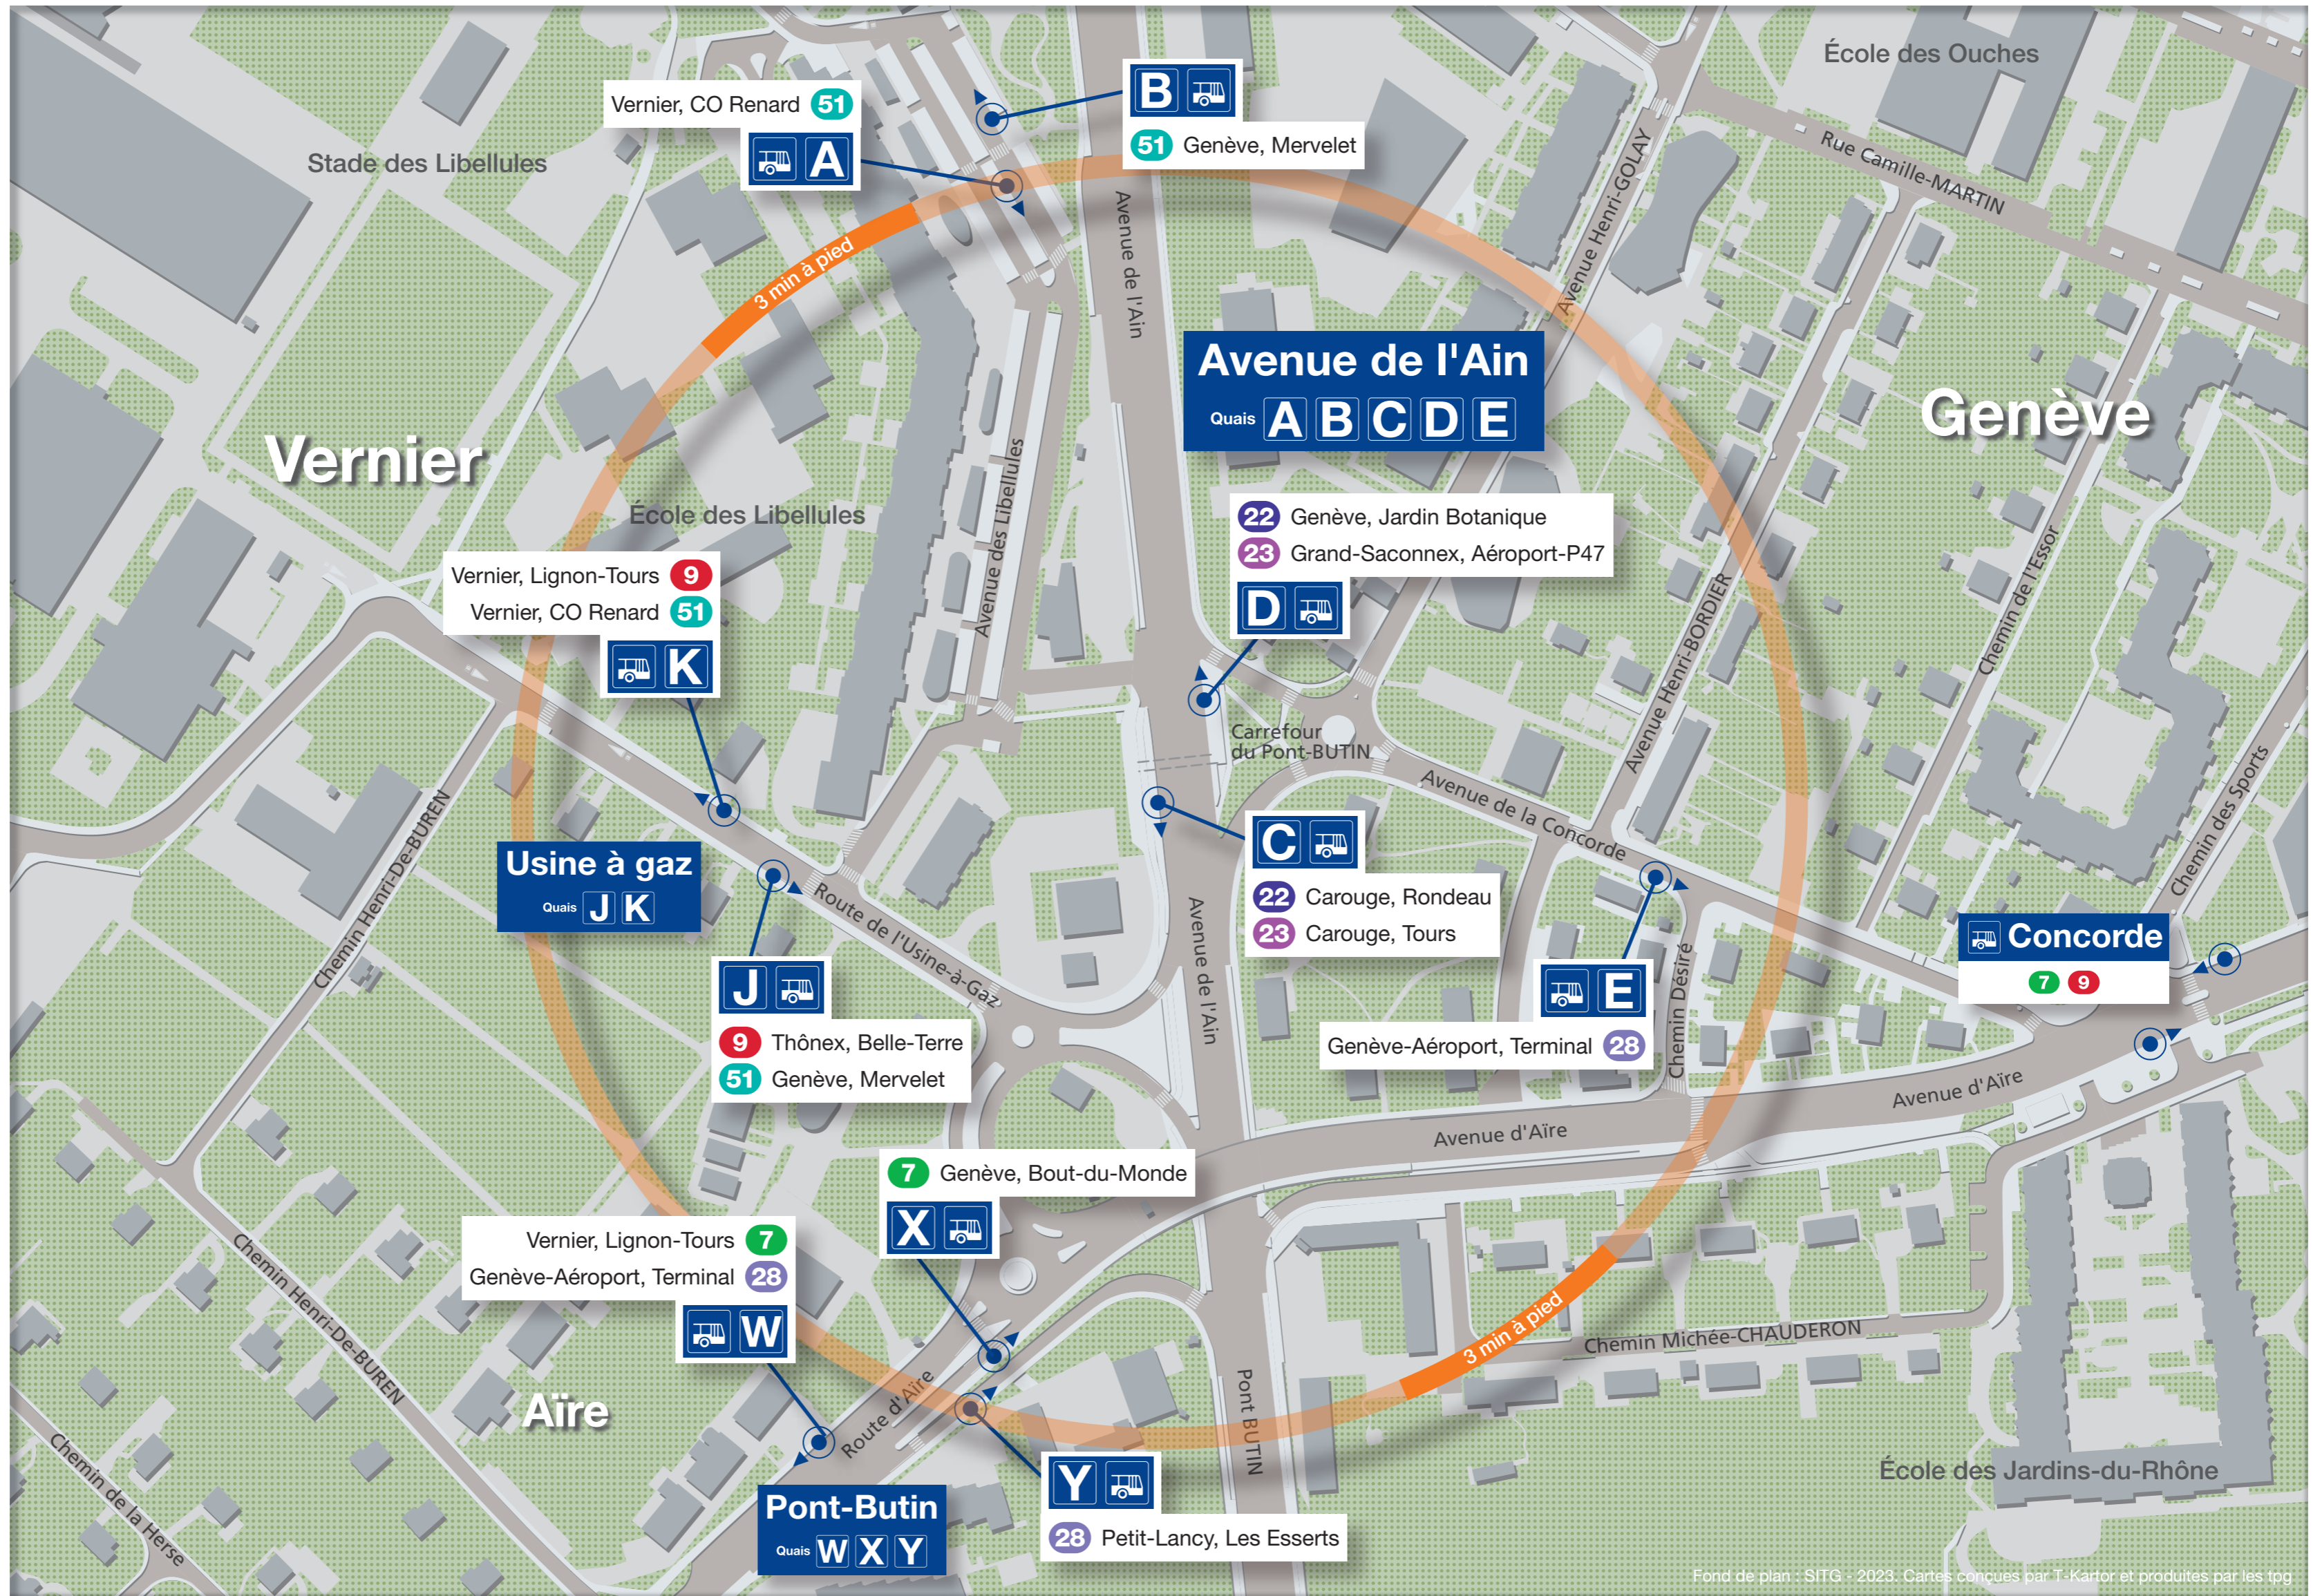 École des Ouches
Vernier, CO Renard 51
A
B
51 Genève, Mervelet
Stade des Libellules
Rue Camille-MARTIN
Avenue Henri-GOLAY
3 min à pied
Avenue de l'Ain
Avenue de l'Ain
Quais A B C D E
Genève
Vernier
École des Libellules
Avenue des Libellules
22 Genève, Jardin Botanique
23 Grand-Saconnex, Aéroport-P47
D
Vernier, Lignon-Tours 9
Vernier, CO Renard 51
K
Avenue Henri-BORDIER
Chemin de l'Essor
Carrefour
du Pont-BUTIN
Avenue de la Concorde
Chemin des Sports
Chemin Henri-De-BUREN
Usine à gaz
Quais J K
C
22 Carouge, Rondeau
23 Carouge, Tours
Route de l'Usine-à-Gaz
Avenue de l'Ain
Concorde
7 9
J
9 Thônex, Belle-Terre
51 Genève, Mervelet
E
Genève-Aéroport, Terminal 28
Chemin Désiré
Avenue d'Aïre
Avenue d'Aïre
7 Genève, Bout-du-Monde
X
Vernier, Lignon-Tours 7
Genève-Aéroport, Terminal 28
W
Chemin Henri-De-BUREN
3 min à pied
Chemin Michée-CHAUDERON
Aïre
Route d'Aïre
Pont BUTIN
Chemin de la Herse
Y
28 Petit-Lancy, Les Esserts
École des Jardins-du-Rhône
Pont-Butin
Quais W X Y
Fond de plan : SITG - 2023. Cartes conçues par T-Kartor et produites par les tpg